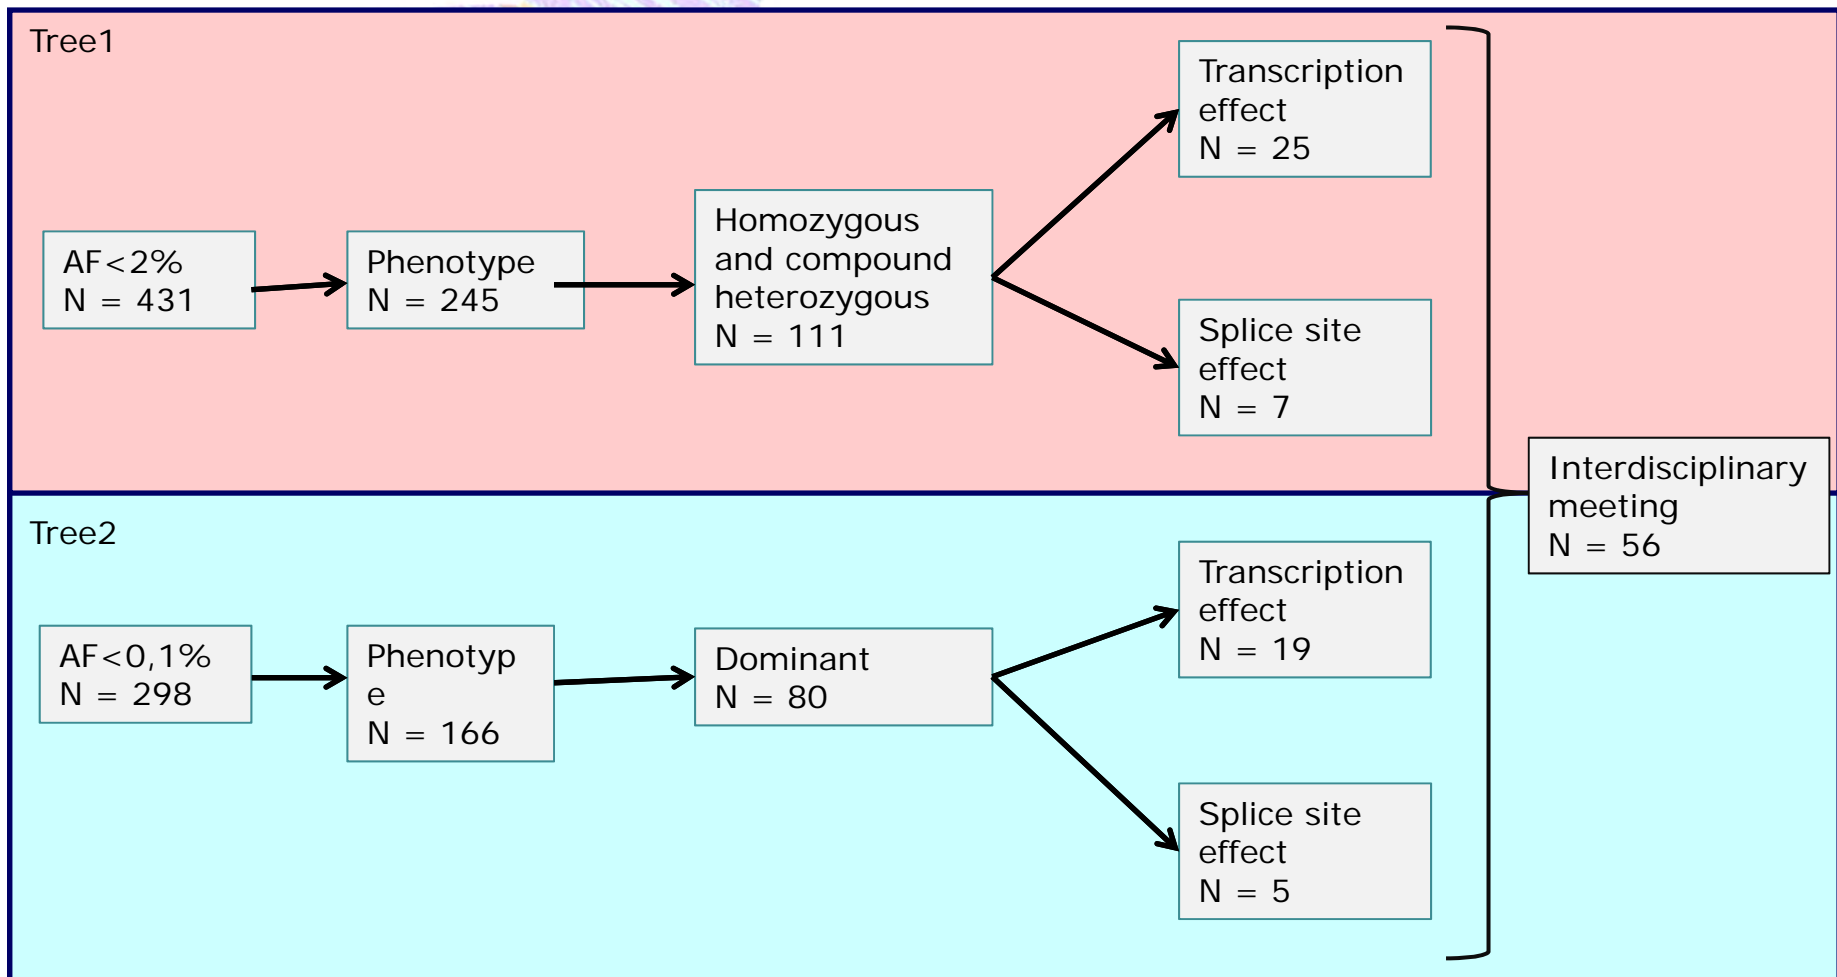 Tree1
AF<2%
N = 431
Phenotype
N = 245
Homozygous
and compound
heterozygous
N = 111
Transcription
effect
N = 25
Splice site
effect
N = 7
Interdisciplinary
meeting
N = 56
Tree2
AF<0,1%
N = 298
Phenotyp
e
N = 166
Dominant
N = 80
Transcription
effect
N = 19
Splice site
effect
N = 5